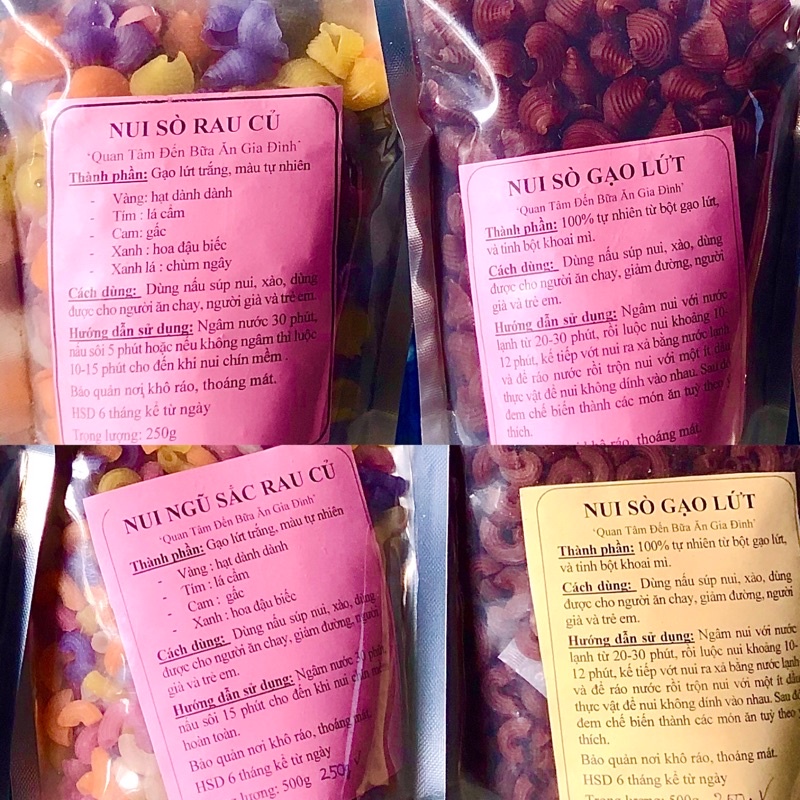 NUI SÒ RAU CỦ
'Quan Tâm Đến Bữa Ăn Gia Đình'
Thành phần: Gạo lứt trắng, màu tự nhiên
- Vàng: hạt dành dành
- Tím : lá cẩm
- Cam: gấc
- Xanh : hoa đậu biếc
- Xanh lá : chùm ngây
Cách dùng: Dùng nấu súp nui, xào, dùng
được cho người ăn chay, người già và trẻ em.
Hướng dẫn sử dụng: Ngâm nước 30 phút,
nấu sôi 5 phút hoặc nếu không ngâm thì luộc
10-15 phút cho đến khi nui chín mềm .
Bảo quản nơi khô ráo, thoáng mát.
HSD 6 tháng kể từ ngày
Trọng lượng: 250g
NUI SÒ GẠO LỨT
'Quan Tâm Đến Bữa Ăn Gia Đình'
Thành phần: 100% tự nhiên từ bột gạo lứt,
và tinh bột khoai mì.
Cách dùng: Dùng nấu súp nui, xào, dùng
được cho người ăn chay, giảm đường, người
già và trẻ em.
Hướng dẫn sử dụng: Ngâm nui với nước
lạnh từ 20-30 phút, rồi luộc nui khoảng 10-
12 phút, kế tiếp vớt nui ra xả bằng nước lạnh
và để ráo nước rồi trộn nui với một ít dầu
thực vật để nui không dính vào nhau. Sau đó
đem chế biến thành các món ăn tuỳ theo ý
thích.
Bảo quản nơi khô ráo, thoáng mát.
NUI NGŨ SẮC RAU CỦ
'Quan Tâm Đến Bữa Ăn Gia Đình'
Thành phần: Gạo lứt trắng, màu tự nhiên
- Vàng : hạt dành dành
- Tím : lá cẩm
- Cam : gấc
- Xanh : hoa đậu biếc
Cách dùng: Dùng nấu súp nui, xào, dùng
được cho người ăn chay, giảm đường, người
già và trẻ em.
Hướng dẫn sử dụng: Ngâm nước 30 phút,
nấu sôi 15 phút cho đến khi nui chín mềm
hoàn toàn.
Bảo quản nơi khô ráo, thoáng mát.
HSD 6 tháng kể từ ngày
lượng: 500g 250g
NUI SÒ GẠO LỨT
'Quan Tâm Đến Bữa Ăn Gia Đình'
Thành phần: 100% tự nhiên từ bột gạo lứt,
và tinh bột khoai mì.
Cách dùng: Dùng nấu súp nui, xào, dùng
được cho người ăn chay, giảm đường, người
già và trẻ em.
Hướng dẫn sử dụng: Ngâm nui với nước
lạnh từ 20-30 phút, rồi luộc nui khoảng 10-
12 phút, kế tiếp vớt nui ra xả bằng nước lạnh
và để ráo nước rồi trộn nui với một ít dầu
thực vật để nui không dính vào nhau. Sau đó
đem chế biến thành các món ăn tuỳ theo ý
thích.
Bảo quản nơi khô ráo, thoáng mát.
HSD 6 tháng kể từ ngày
Trọng lượng: 500g 250